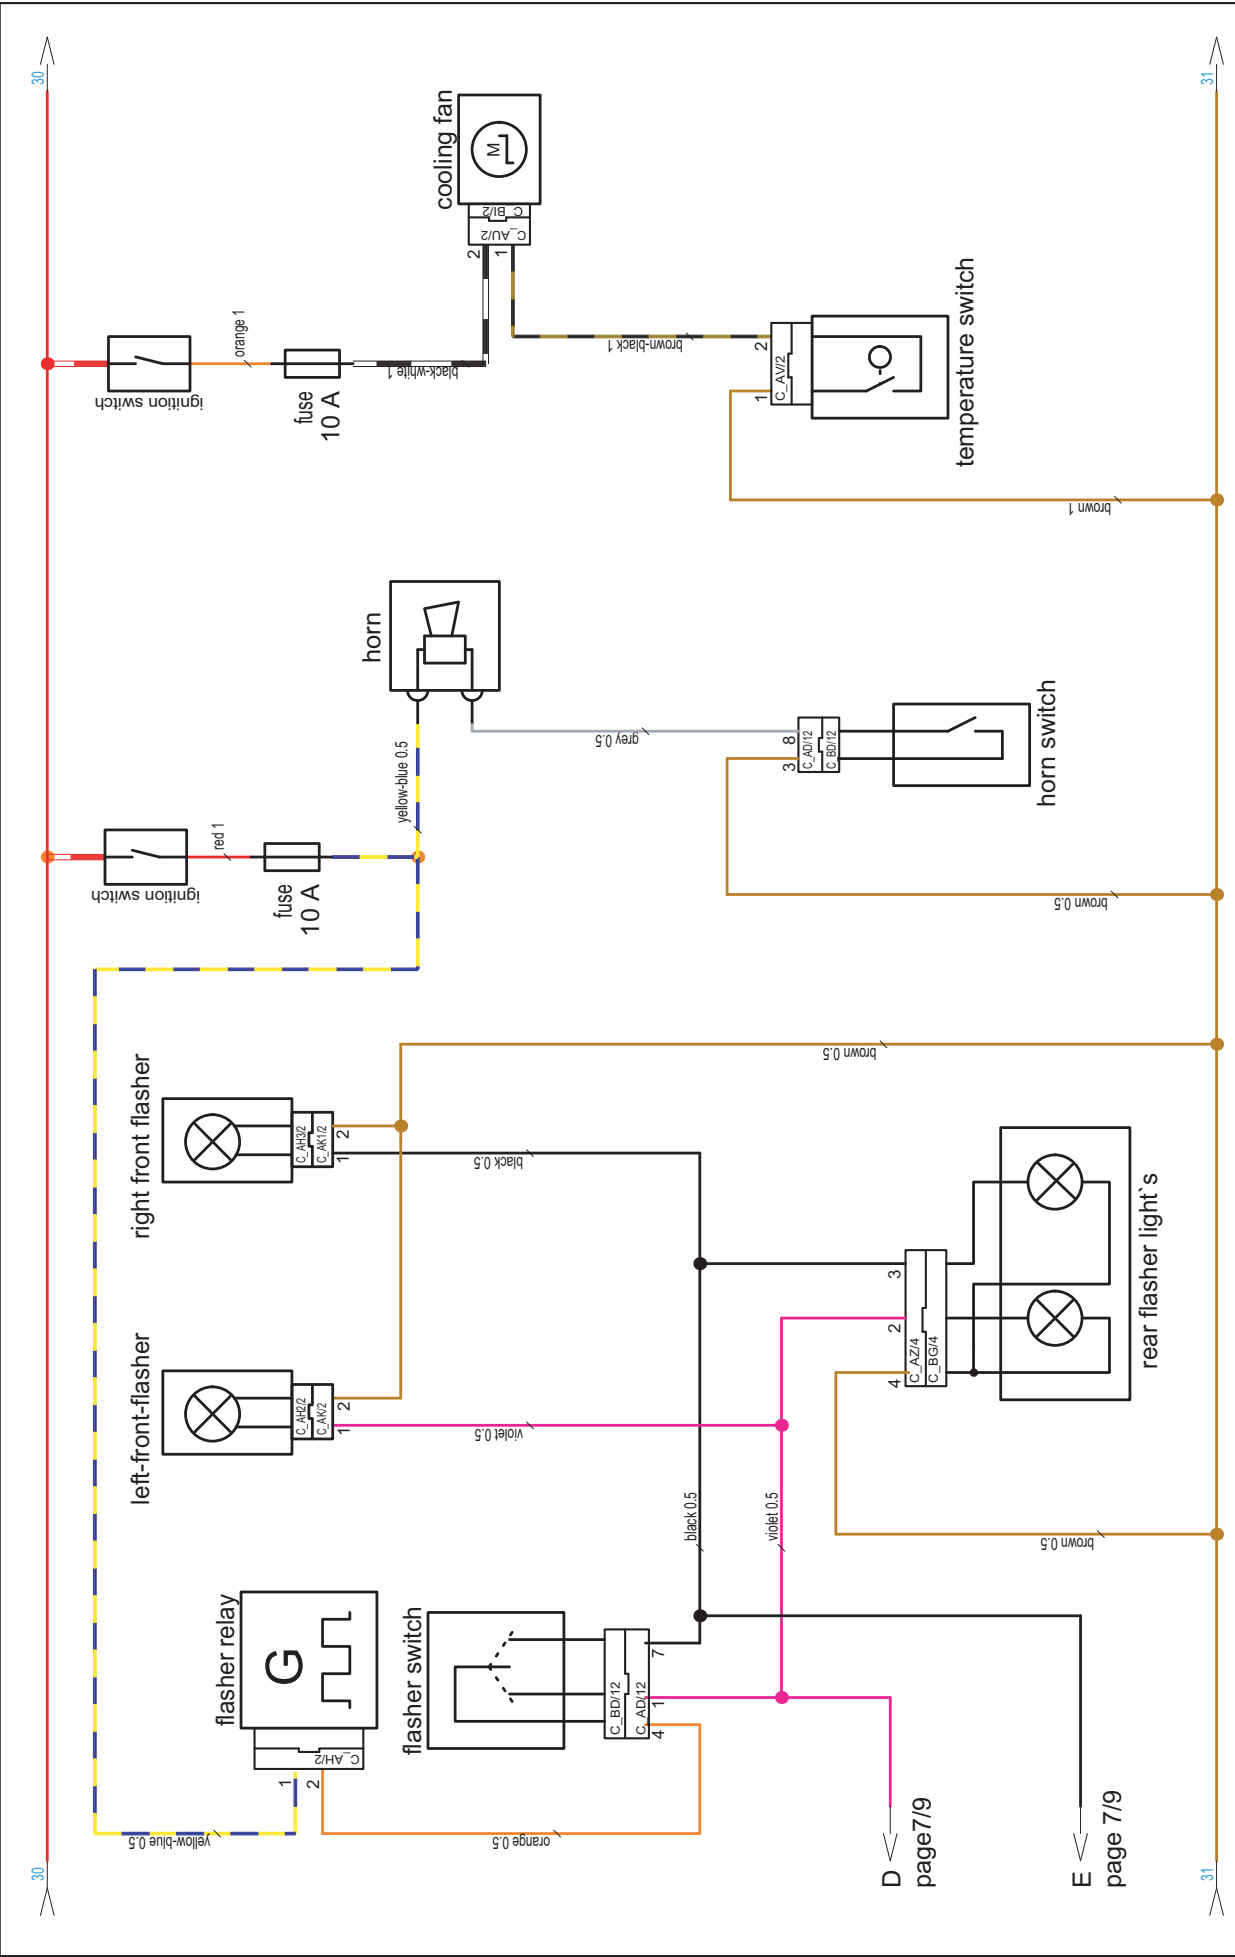 30
31
cooling fan
M
C_BI/2
C_AU/2
2
1
orange 1
ignition switch
fuse
10 A
black-white 1
brown-black 1
2
1
C_AV/2
temperature switch
brown 1
horn
yellow-blue 0.5
grey 0.5
8
3
C_AD/12
C_BD/12
horn switch
red 1
ignition switch
fuse
10 A
brown 0.5
right front flasher
C_AH3/2
C_AK1/2
2
1
brown 0.5
black 0.5
left-front-flasher
C_AH2/2
C_AK/2
2
1
violet 0.5
3
2
4
C_AZ/4
C_BG/4
rear flasher light`s
black 0.5
violet 0.5
brown 0.5
flasher relay
G
C_AH/2
1
2
yellow-blue 0.5
orange 0.5
flasher switch
C_BD/12
C_AD/12
7
1
4
D
page7/9
E
page 7/9
30
31